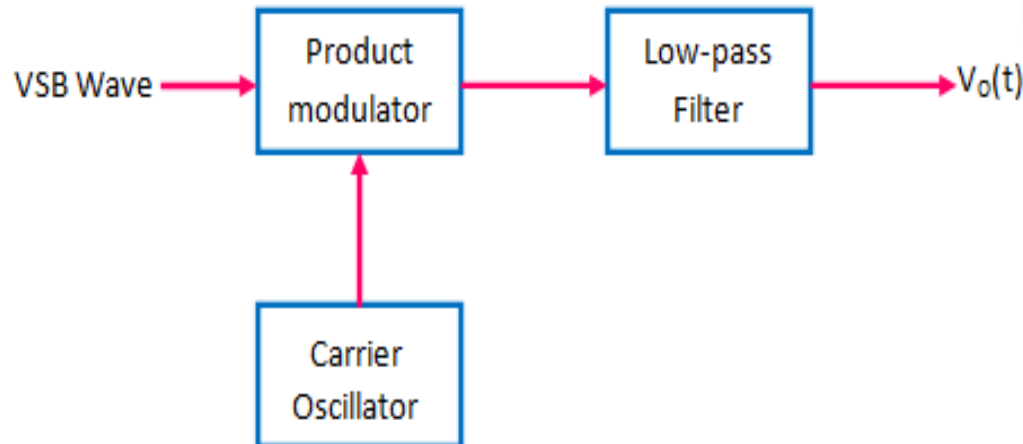 VSB Wave
Product
modulator
Low-pass
Filter
Vo(t)
Carrier
Oscillator